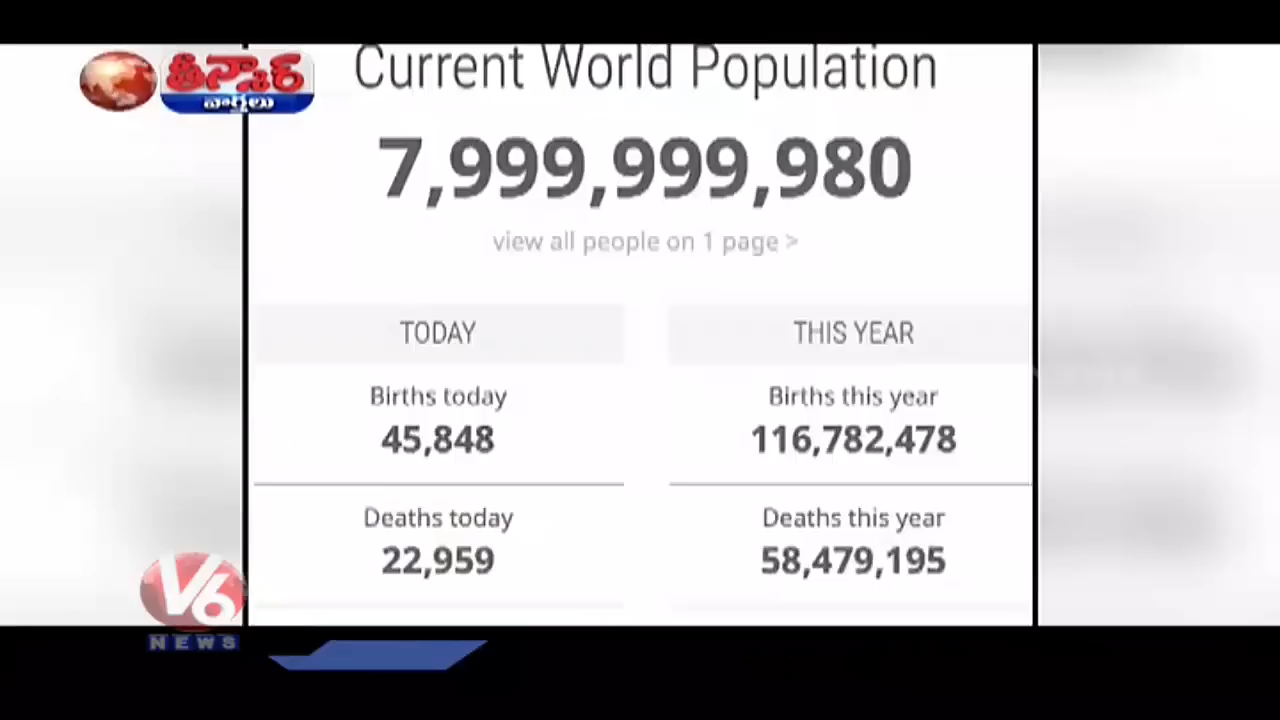 తీన్మార్
వార్తలు
Current World Population
7,999,999,980
view all people on 1 page >
TODAY
THIS YEAR
Births today
Births this year
45,848
116,782,478
Deaths today
Deaths this year
22,959
58,479,195
V6
NEWS